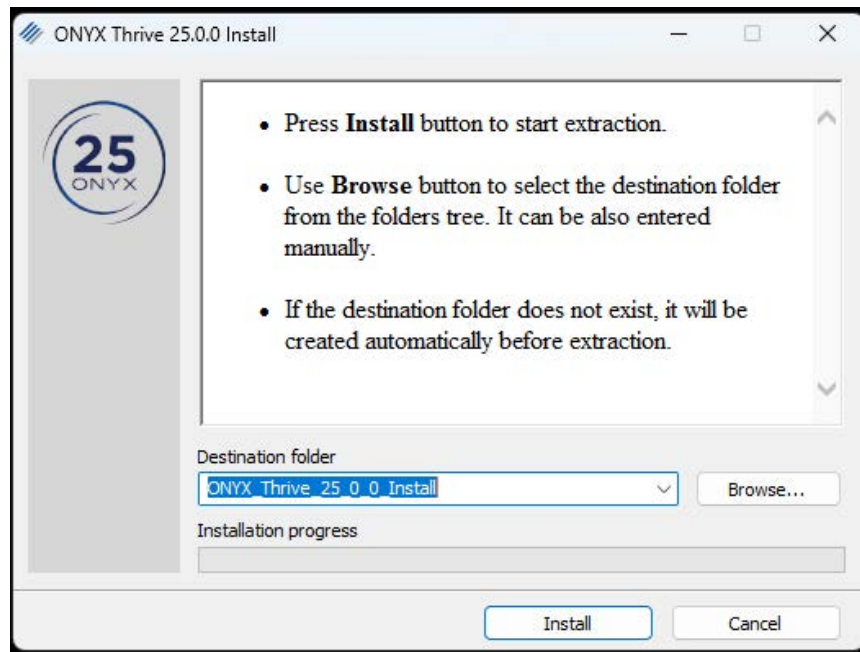 ONYX Thrive 25.0.0 Install
25
ONYX
• Press Install button to start extraction.
• Use Browse button to select the destination folder
from the folders tree. It can be also entered
manually.
• If the destination folder does not exist, it will be
created automatically before extraction.
Destination folder
ONYX_Thrive_25_0_0_Install
Browse...
Installation progress
Install
Cancel